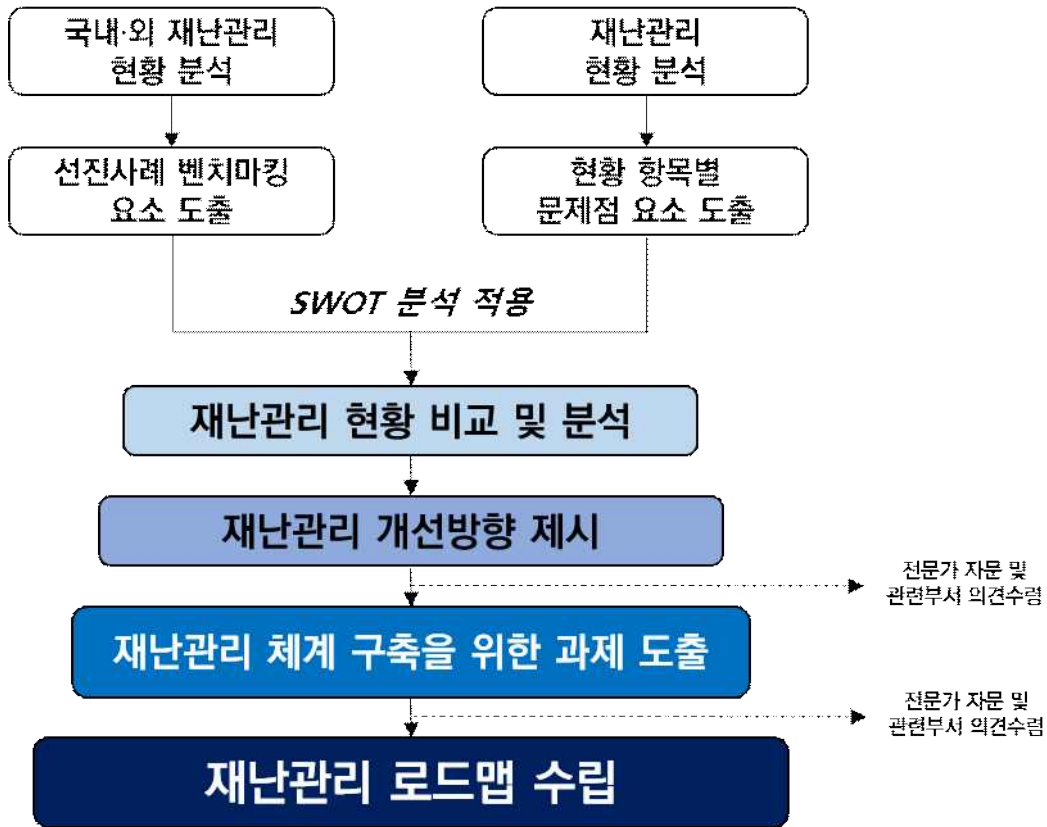 국내·외 재난관리
현황 분석
재난관리
현황 분석
선진사례 벤치마킹
요소 도출
현황 항목별
문제점 요소 도출
SWOT 분석 적용
재난관리 현황 비교 및 분석
재난관리 개선방향 제시
전문가 자문 및
관련부서 의견수렴
재난관리 체계 구축을 위한 과제 도출
전문가 자문 및
관련부서 의견수렴
재난관리 로드맵 수립